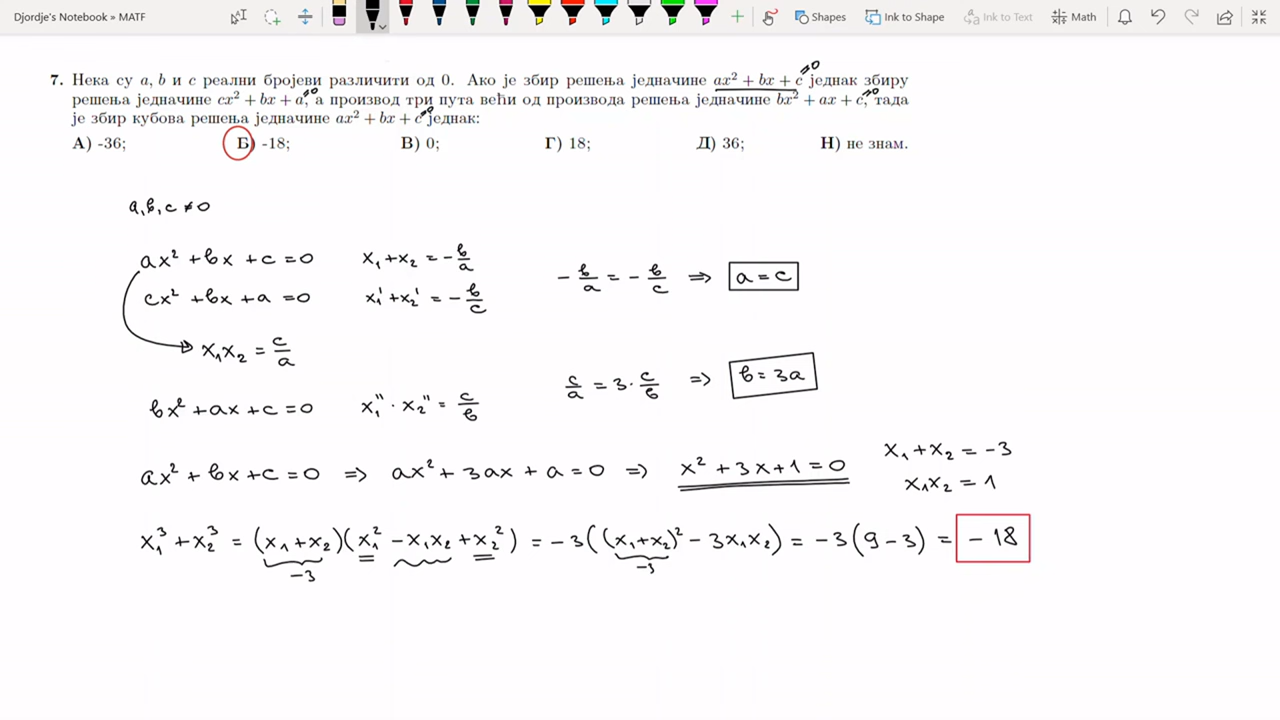 Djordje's Notebook » MATF
Shapes Ink to Shape Ink to Text Math
7. Нека су a, b и c реални бројеви различити од 0. Ако је збир решења једначине ax² + bx + c =0 једнак збиру
решења једначине cx² + bx + a, =0 а производ три пута већи од производа решења једначине bx² + ax + c, =0 тада
је збир кубова решења једначине ax² + bx + c =0 једнак:
А) -36; Б) -18; В) 0; Г) 18; Д) 36; Н) не знам.
a, b, c ≠ 0
ax² + bx + c = 0 x₁ + x₂ = -b/a
-b/a = -b/c ⇒ a = c
cx² + bx + a = 0 x₁' + x₂' = -b/c
x₁x₂ = c/a
c/a = 3 · c/b ⇒ b = 3a
bx² + ax + c = 0 x₁'' · x₂'' = c/b
x₁ + x₂ = -3
ax² + bx + c = 0 ⇒ ax² + 3ax + a = 0 ⇒ x² + 3x + 1 = 0
x₁x₂ = 1
x₁³ + x₂³ = (x₁ + x₂)(x₁² - x₁x₂ + x₂²) = -3((x₁ + x₂)² - 3x₁x₂) = -3(9 - 3) = -18
-3 -3